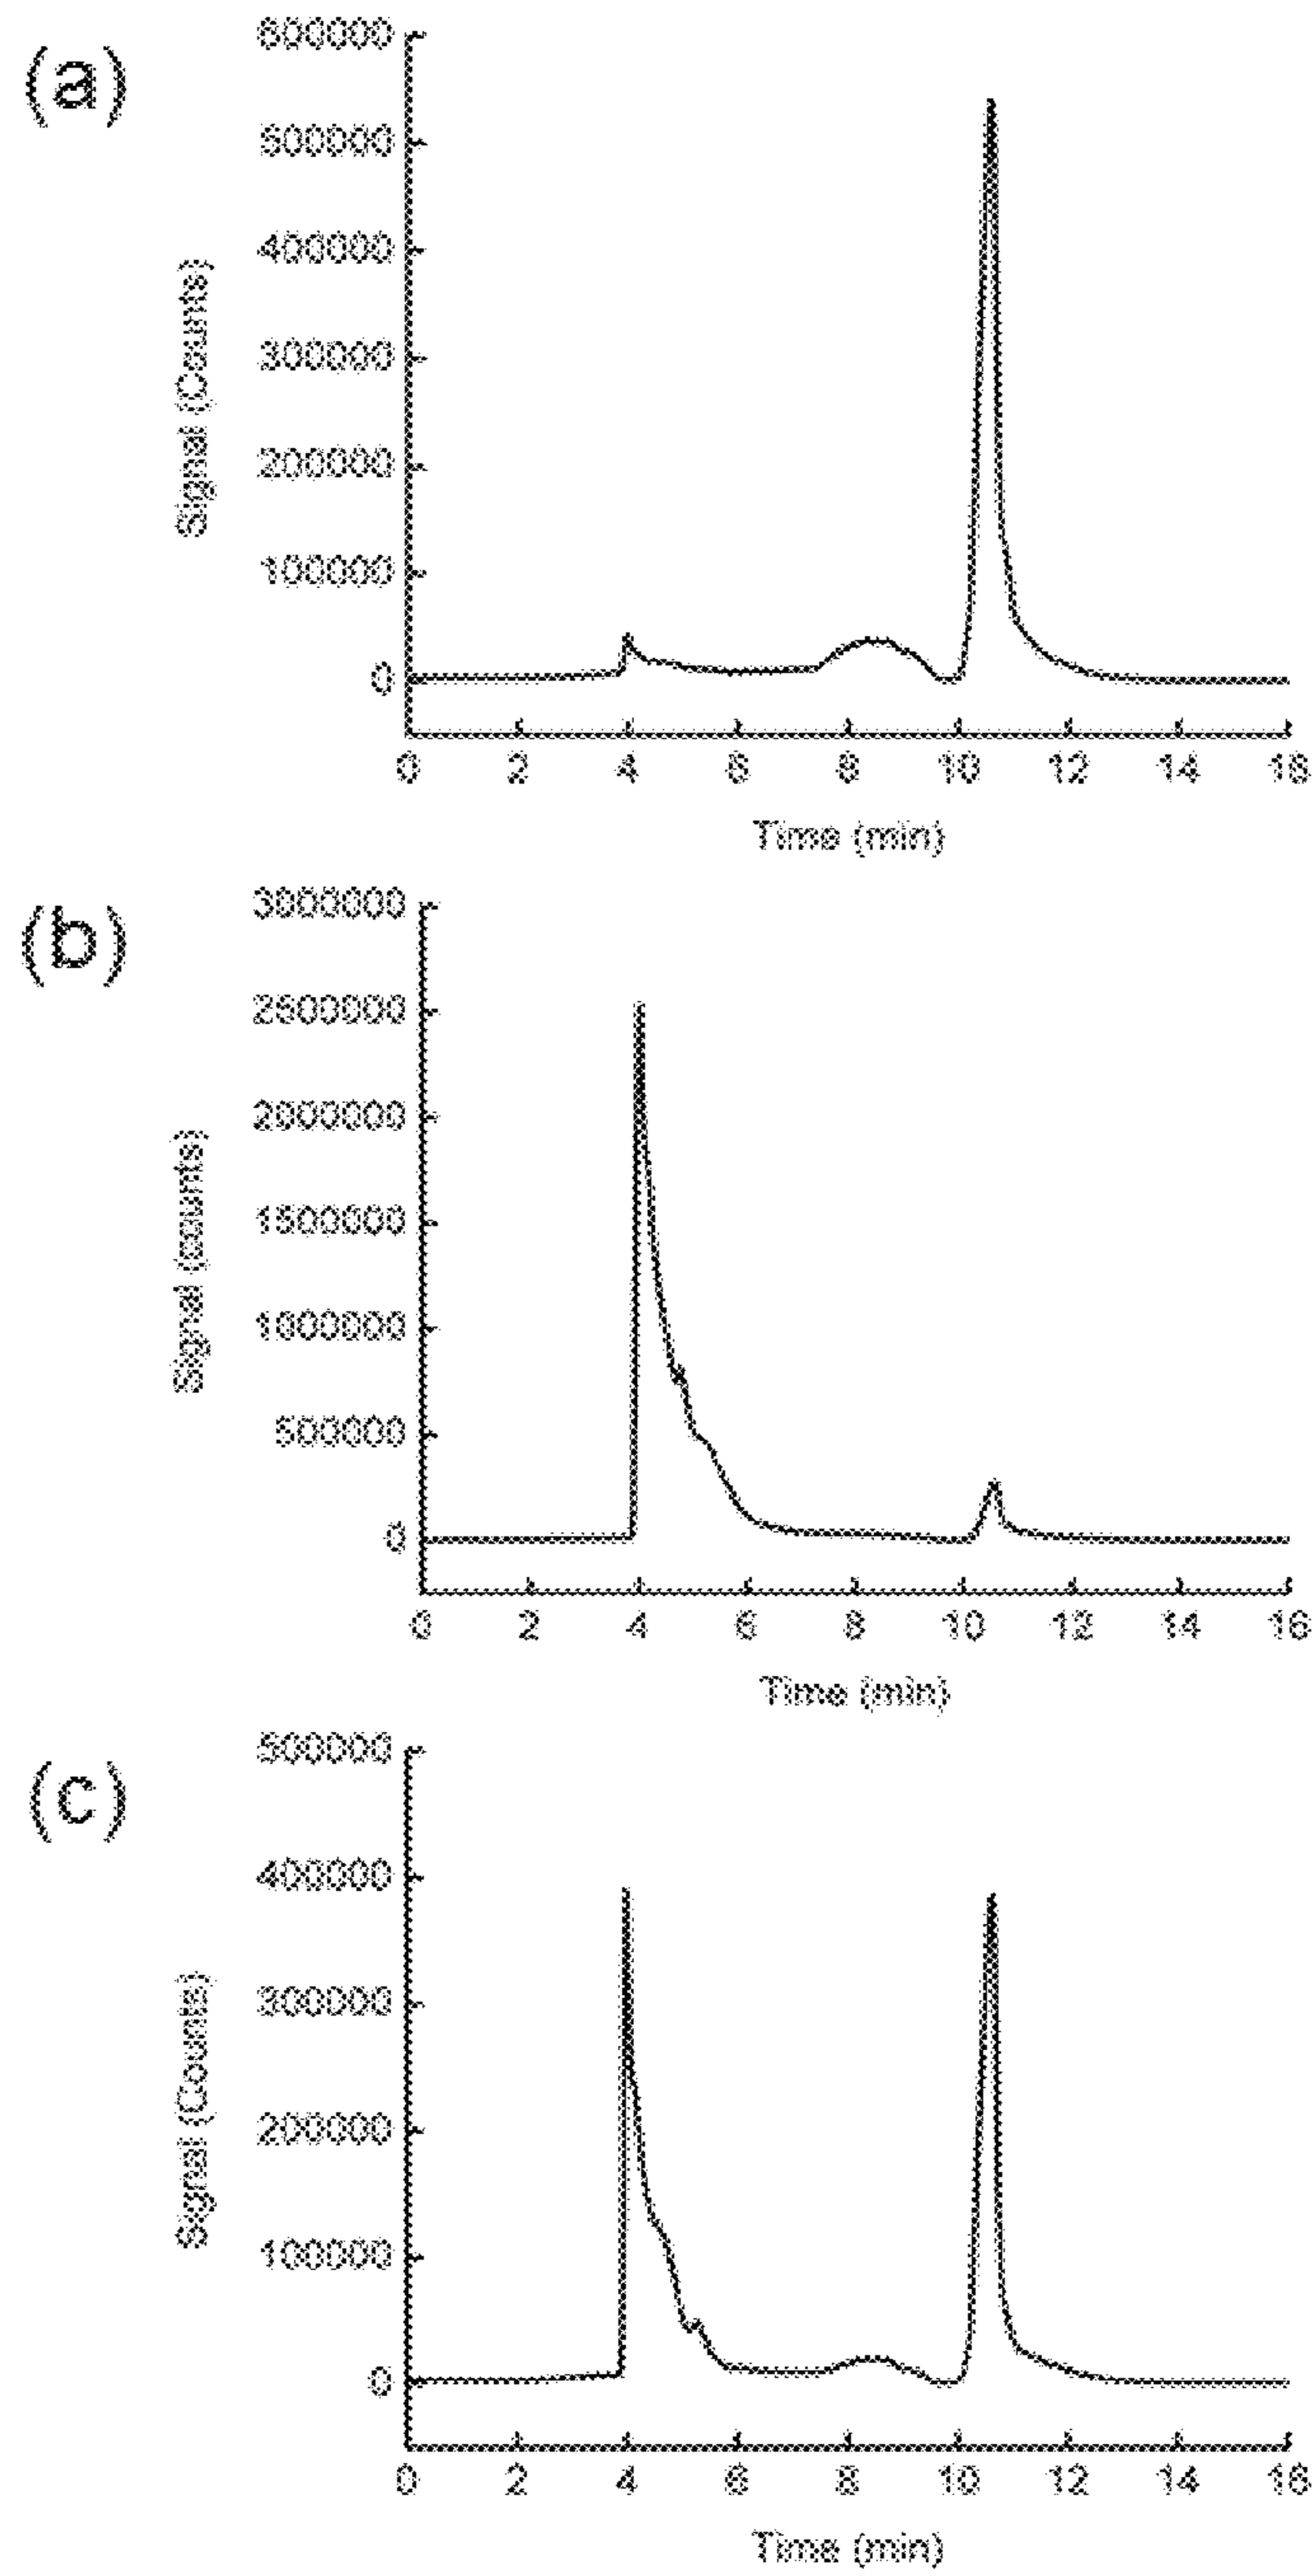 (a)
600000
500000
400000
300000
200000
100000
0
Signal (Counts)
0 2 4 6 8 10 12 14 16
Time (min)
(b)
3000000
2500000
2000000
1500000
1000000
500000
0
Signal (counts)
0 2 4 6 8 10 12 14 16
Time (min)
(c)
500000
400000
300000
200000
100000
0
Signal (Counts)
0 2 4 6 8 10 12 14 16
Time (min)